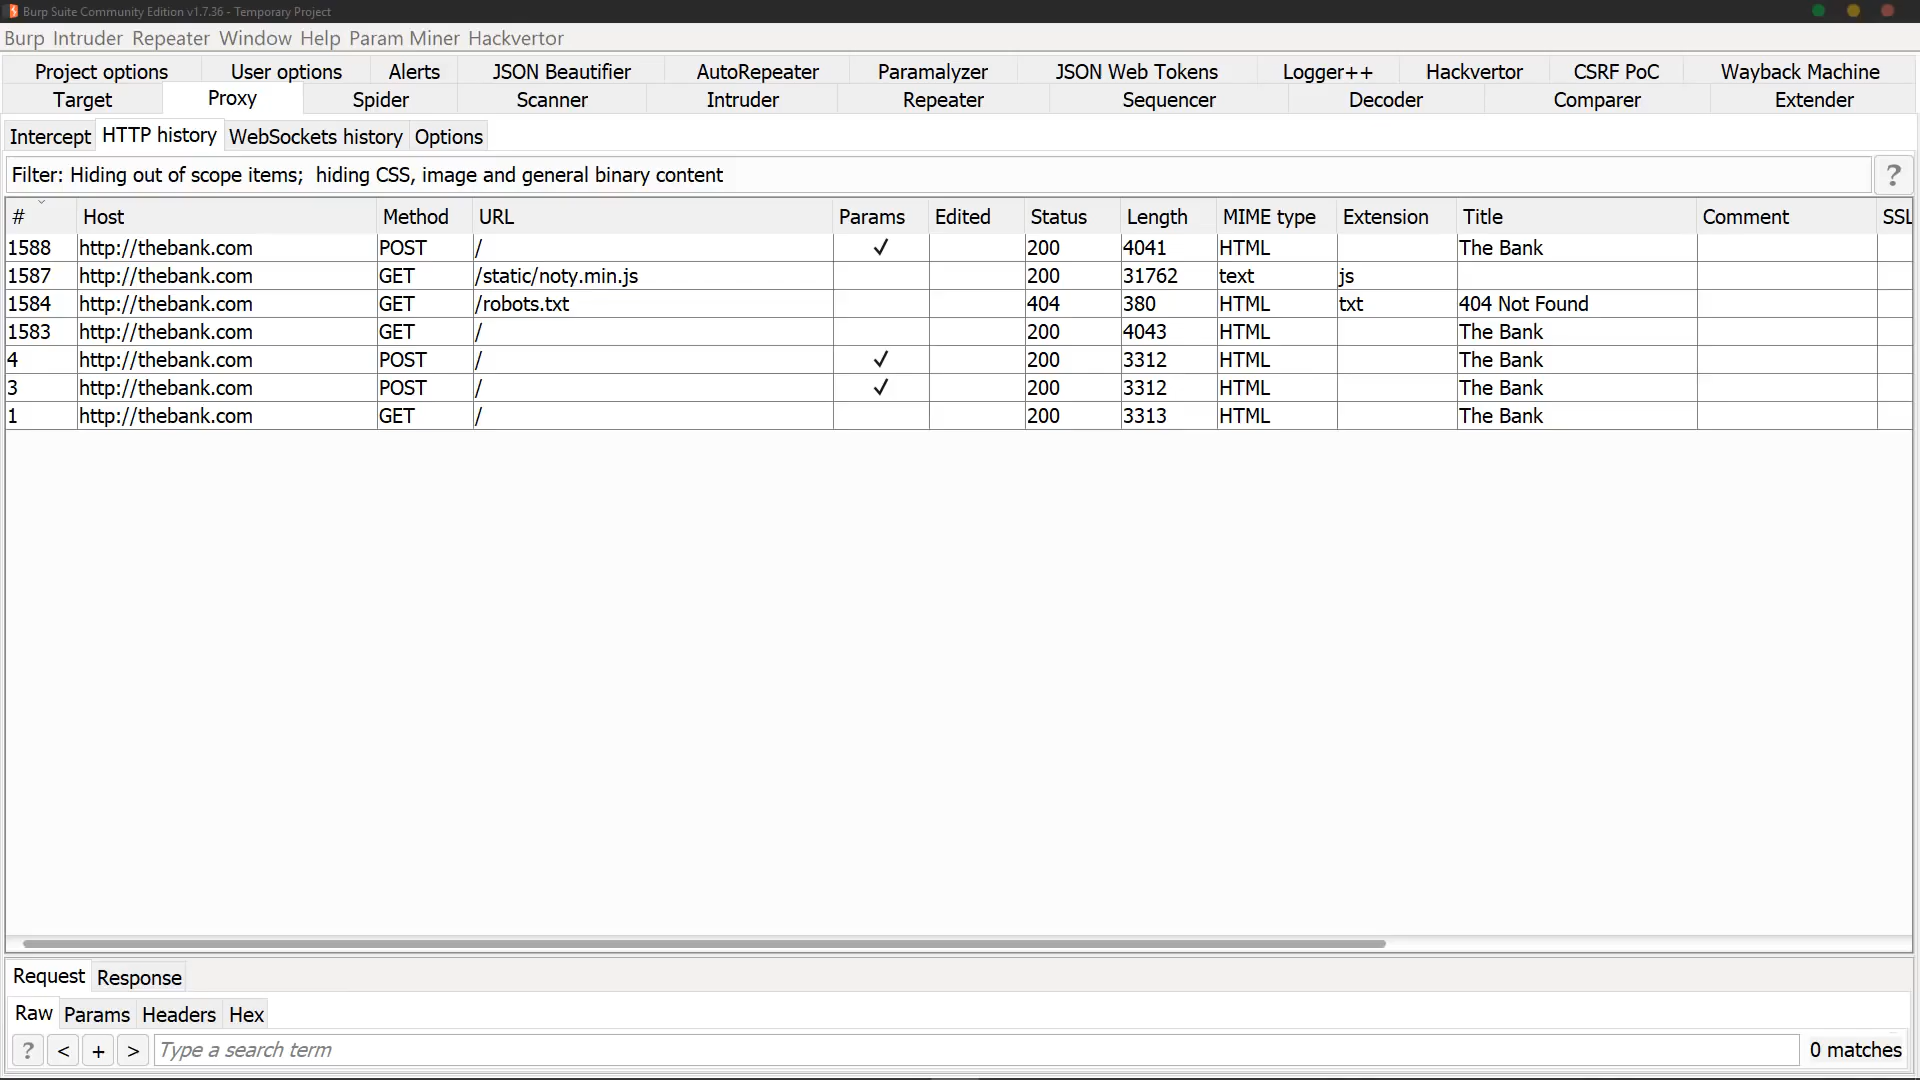 Burp Suite Community Edition v1.7.36 - Temporary Project
Burp Intruder Repeater Window Help Param Miner Hackvertor
Project options User options Alerts JSON Beautifier AutoRepeater Paramalyzer JSON Web Tokens Logger++ Hackvertor CSRF PoC Wayback Machine
Target Proxy Spider Scanner Intruder Repeater Sequencer Decoder Comparer Extender
Intercept HTTP history WebSockets history Options
Filter: Hiding out of scope items; hiding CSS, image and general binary content ?
# Host Method URL Params Edited Status Length MIME type Extension Title Comment SSL
1588 http://thebank.com POST / ✓ 200 4041 HTML The Bank
1587 http://thebank.com GET /static/noty.min.js 200 31762 text js
1584 http://thebank.com GET /robots.txt 404 380 HTML txt 404 Not Found
1583 http://thebank.com GET / 200 4043 HTML The Bank
4 http://thebank.com POST / ✓ 200 3312 HTML The Bank
3 http://thebank.com POST / ✓ 200 3312 HTML The Bank
1 http://thebank.com GET / 200 3313 HTML The Bank
Request Response
Raw Params Headers Hex
? < + > Type a search term 0 matches